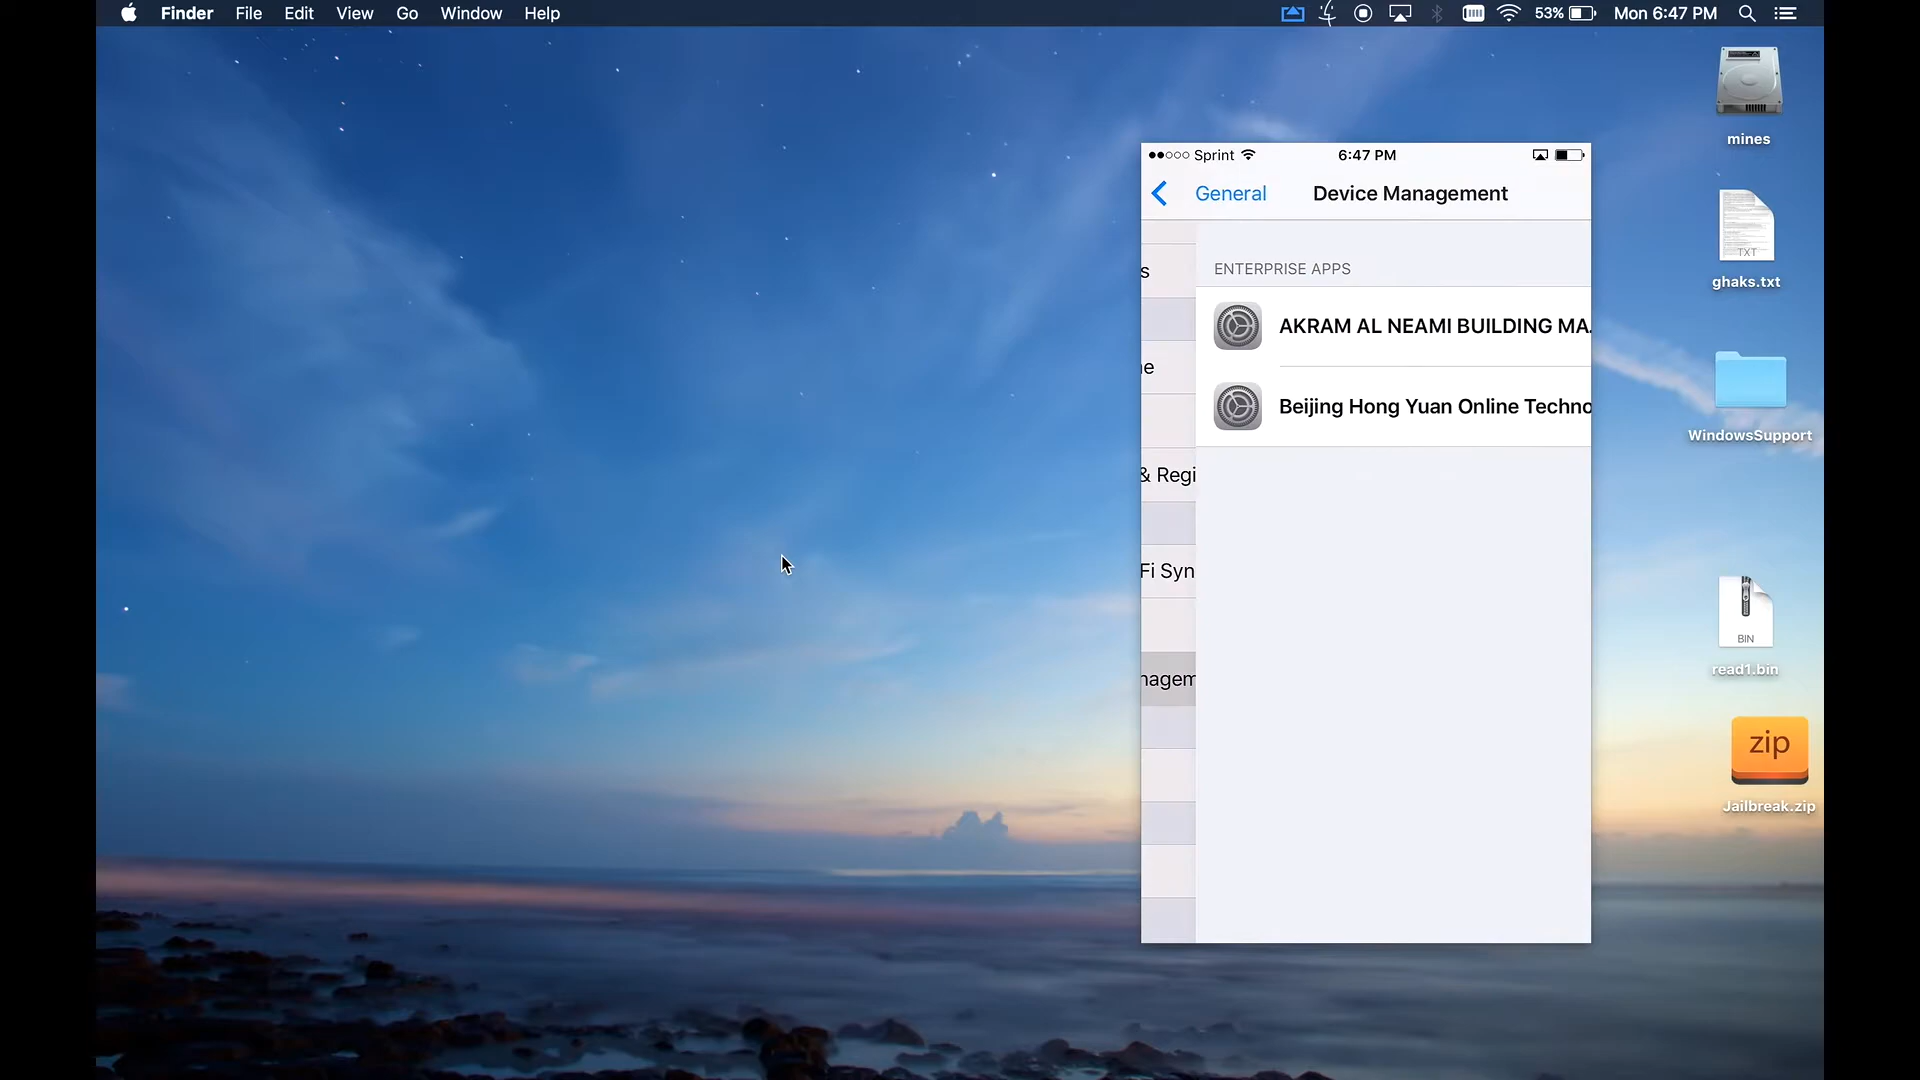 Finder File Edit View Go Window Help 53% Mon 6:47 PM
mines
TXT
ghaks.txt
WindowsSupport
BIN
read1.bin
zip
Jailbreak.zip
Sprint 6:47 PM
General Device Management
s
ENTERPRISE APPS
AKRAM AL NEAMI BUILDING MA.
e
Beijing Hong Yuan Online Techno
& Regi
Fi Syn
nagem